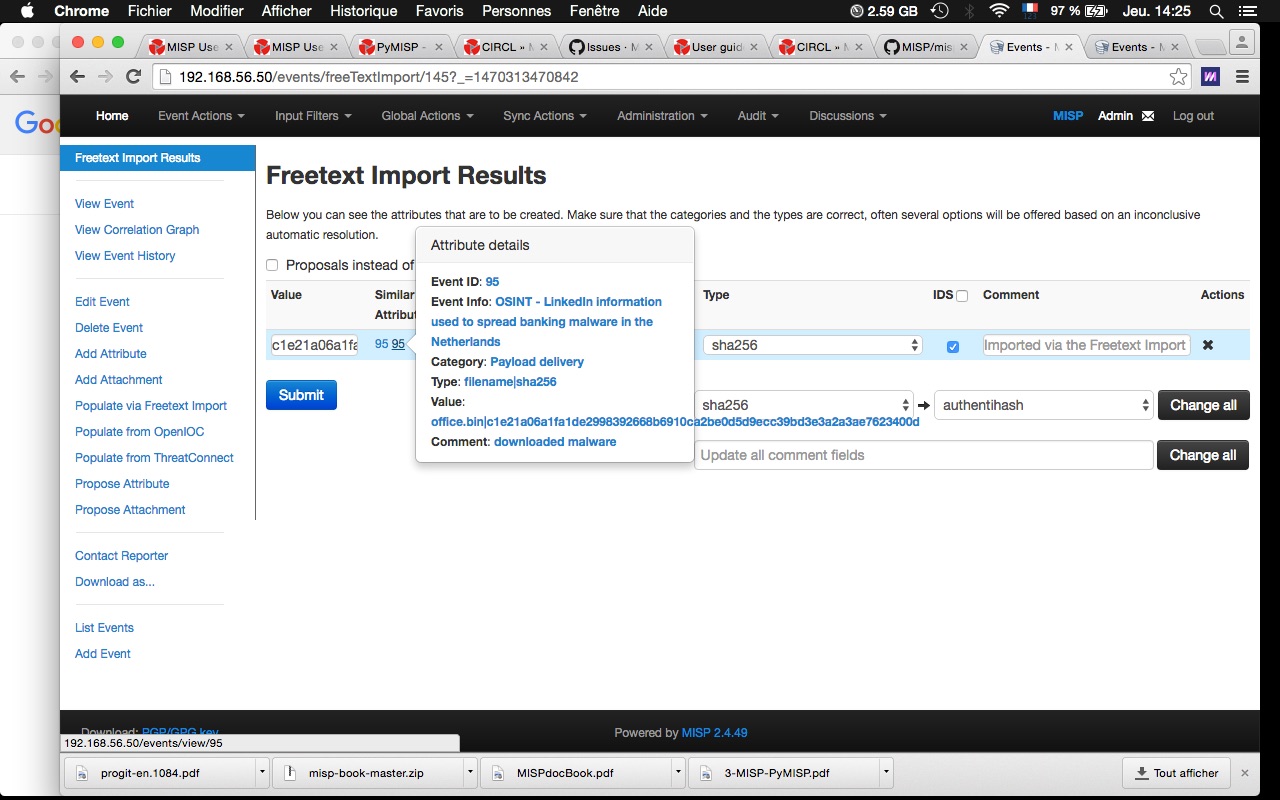 Chrome Fichier Modifier Afficher Historique Favoris Personnes Fenêtre Aide 2.59 GB 123 97 % Jeu. 14:25
MISP Use MISP Use PyMISP - CIRCL » M Issues · M User guid CIRCL » M MISP/mis Events - M Events - M
192.168.56.50/events/freeTextImport/145?_=1470313470842
Home Event Actions Input Filters Global Actions Sync Actions Administration Audit Discussions MISP Admin Log out
Freetext Import Results
View Event
View Correlation Graph
View Event History
Edit Event
Delete Event
Add Attribute
Add Attachment
Populate via Freetext Import
Populate from OpenIOC
Populate from ThreatConnect
Propose Attribute
Propose Attachment
Contact Reporter
Download as...
List Events
Add Event
Freetext Import Results
Below you can see the attributes that are to be created. Make sure that the categories and the types are correct, often several options will be offered based on an inconclusive
automatic resolution.
Proposals instead of
Value Similar Type IDS Comment Actions
Attribut
c1e21a06a1fa 95 95 sha256 Imported via the Freetext Import
Submit
Attribute details
Event ID: 95
Event Info: OSINT - LinkedIn information
used to spread banking malware in the
Netherlands
Category: Payload delivery
Type: filename|sha256
Value:
office.bin|c1e21a06a1fa1de2998392668b6910ca2be0d5d9ecc39bd3e3a2a3ae7623400d
Comment: downloaded malware
sha256 authentihash Change all
Update all comment fields Change all
Download: PGP/GPG key Powered by MISP 2.4.49
192.168.56.50/events/view/95
progit-en.1084.pdf misp-book-master.zip MISPdocBook.pdf 3-MISP-PyMISP.pdf Tout afficher